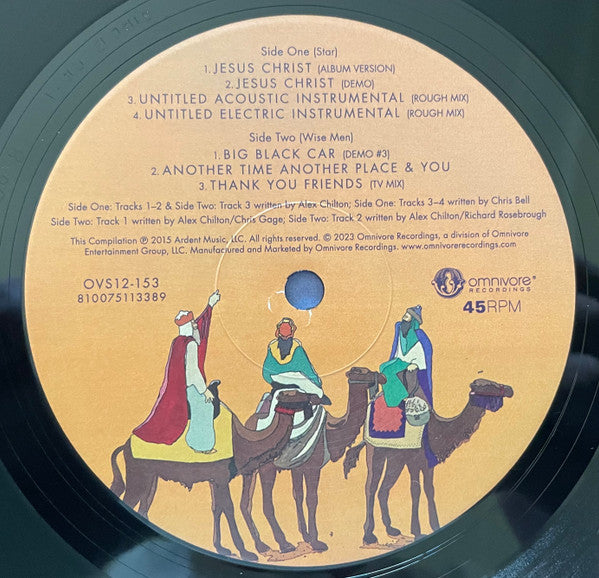 Side One (Star)
1. JESUS CHRIST (ALBUM VERSION)
2. JESUS CHRIST (DEMO)
3. UNTITLED ACOUSTIC INSTRUMENTAL (ROUGH MIX)
4. UNTITLED ELECTRIC INSTRUMENTAL (ROUGH MIX)
Side Two (Wise Men)
1. BIG BLACK CAR (DEMO #3)
2. ANOTHER TIME ANOTHER PLACE & YOU
3. THANK YOU FRIENDS (TV MIX)
Side One: Tracks 1–2 & Side Two: Track 3 written by Alex Chilton; Side One: Tracks 3–4 written by Chris Bell
Side Two: Track 1 written by Alex Chilton/Chris Gage; Side Two: Track 2 written by Alex Chilton/Richard Rosebrough
This Compilation ℗ 2015 Ardent Music, LLC. All rights reserved. © 2023 Omnivore Recordings, a division of Omnivore
Entertainment Group, LLC. Manufactured and Marketed by Omnivore Recordings. www.omnivorerecordings.com
OVS12-153
810075113389
omnivore®
RECORDINGS
45RPM